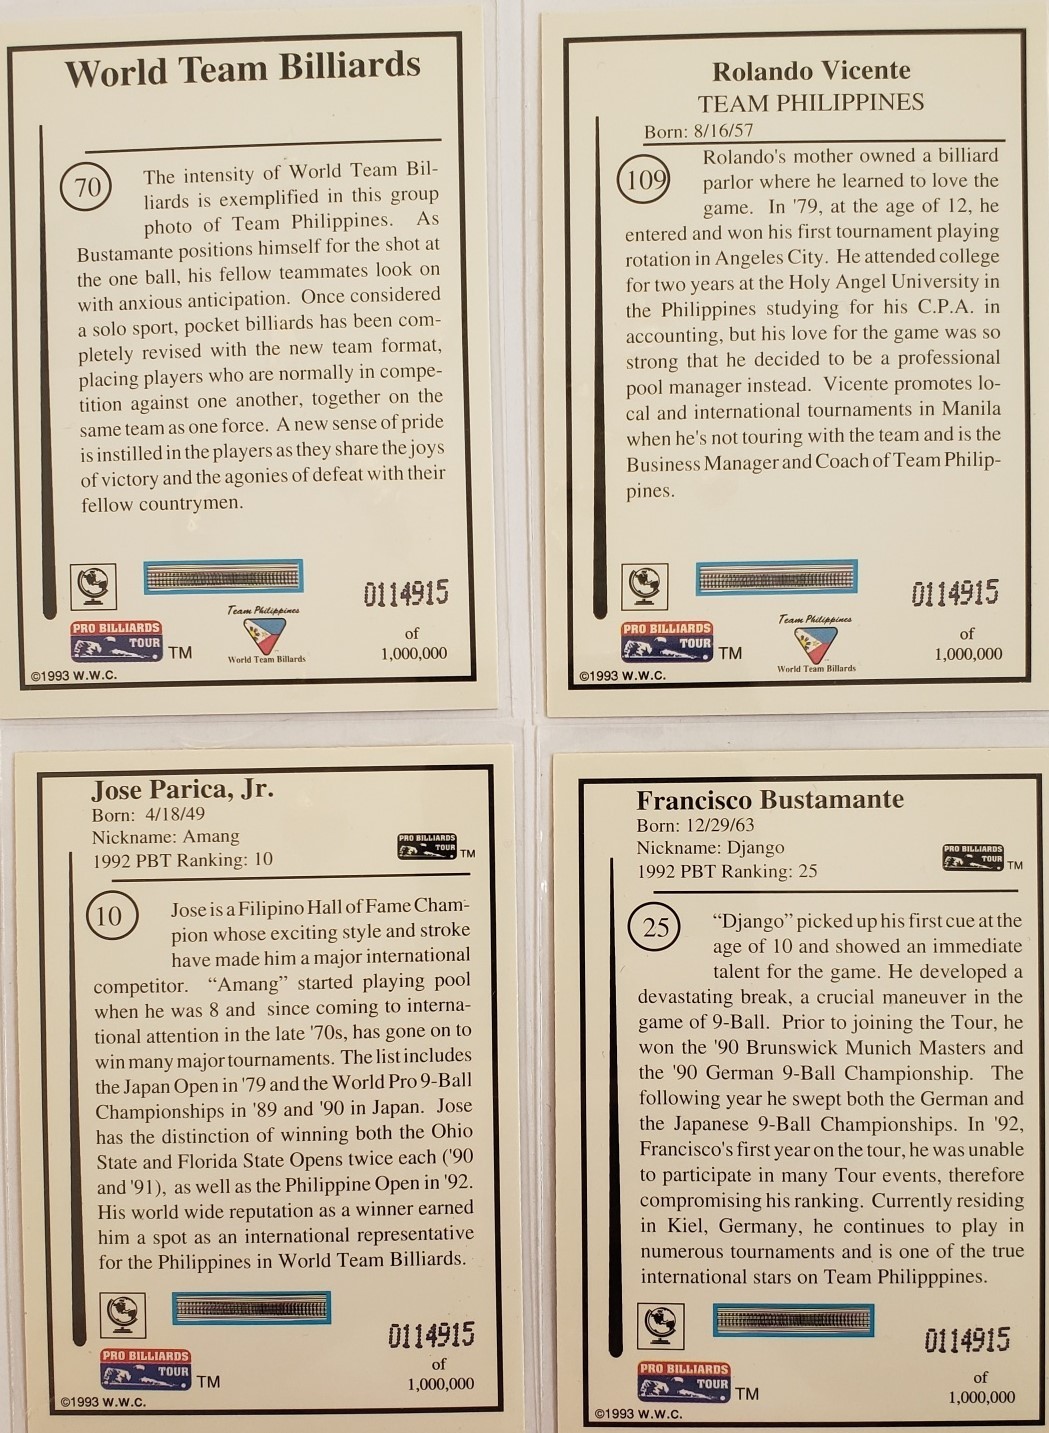 World Team Billiards
70
The intensity of World Team Bil-
liards is exemplified in this group
photo of Team Philippines. As
Bustamante positions himself for the shot at
the one ball, his fellow teammates look on
with anxious anticipation. Once considered
a solo sport, pocket billiards has been com-
pletely revised with the new team format,
placing players who are normally in compe-
tition against one another, together on the
same team as one force. A new sense of pride
is instilled in the players as they share the joys
of victory and the agonies of defeat with their
fellow countrymen.
0114915
of
1,000,000
Team Philippines
World Team Billards
PRO BILLIARDS
TOUR TM
©1993 W.W.C.
Rolando Vicente
TEAM PHILIPPINES
Born: 8/16/57
109
Rolando's mother owned a billiard
parlor where he learned to love the
game. In '79, at the age of 12, he
entered and won his first tournament playing
rotation in Angeles City. He attended college
for two years at the Holy Angel University in
the Philippines studying for his C.P.A. in
accounting, but his love for the game was so
strong that he decided to be a professional
pool manager instead. Vicente promotes lo-
cal and international tournaments in Manila
when he's not touring with the team and is the
Business Manager and Coach of Team Philip-
pines.
0114915
of
1,000,000
Team Philippines
World Team Billards
PRO BILLIARDS
TOUR TM
©1993 W.W.C.
Jose Parica, Jr.
Born: 4/18/49
Nickname: Amang
1992 PBT Ranking: 10
PRO BILLIARDS
TOUR TM
10
Jose is a Filipino Hall of Fame Cham-
pion whose exciting style and stroke
have made him a major international
competitor. “Amang” started playing pool
when he was 8 and since coming to interna-
tional attention in the late '70s, has gone on to
win many major tournaments. The list includes
the Japan Open in '79 and the World Pro 9-Ball
Championships in '89 and '90 in Japan. Jose
has the distinction of winning both the Ohio
State and Florida State Opens twice each ('90
and '91), as well as the Philippine Open in '92.
His world wide reputation as a winner earned
him a spot as an international representative
for the Philippines in World Team Billiards.
0114915
of
1,000,000
PRO BILLIARDS
TOUR TM
©1993 W.W.C.
Francisco Bustamante
Born: 12/29/63
Nickname: Django
1992 PBT Ranking: 25
PRO BILLIARDS
TOUR TM
25
“Django” picked up his first cue at the
age of 10 and showed an immediate
talent for the game. He developed a
devastating break, a crucial maneuver in the
game of 9-Ball. Prior to joining the Tour, he
won the '90 Brunswick Munich Masters and
the '90 German 9-Ball Championship. The
following year he swept both the German and
the Japanese 9-Ball Championships. In '92,
Francisco's first year on the tour, he was unable
to participate in many Tour events, therefore
compromising his ranking. Currently residing
in Kiel, Germany, he continues to play in
numerous tournaments and is one of the true
international stars on Team Philipppines.
0114915
of
1,000,000
PRO BILLIARDS
TOUR TM
©1993 W.W.C.